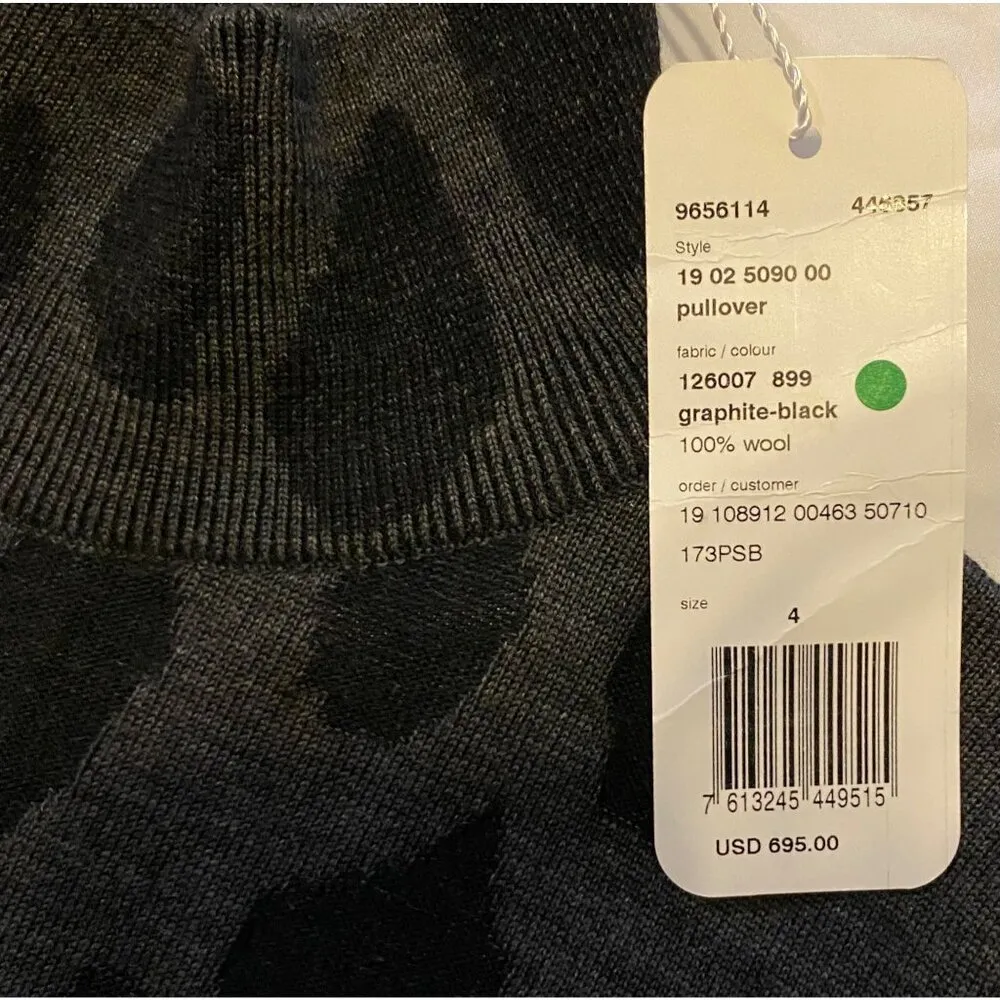 9656114
Style
19 02 5090 00
pullover
fabric / colour
126007 899
graphite-black
100% wool
order / customer
19 108912 00463 50710
173PSB
size
4
7 613245 449515
USD 695.00